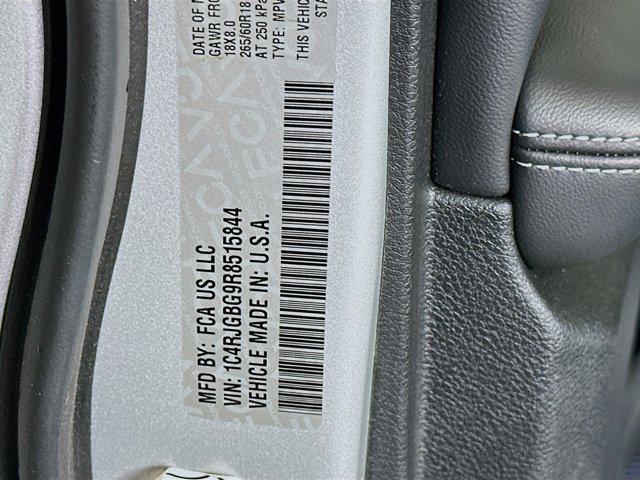 DATE OF
GAWR FRO
18X8.0
265/60R18
AT 250 kPa
TYPE: MPV
THIS VEHICLE
STA
MFD BY: FCA US LLC
VIN: 1C4RJGBG9R8515844
VEHICLE MADE IN: U.S.A.